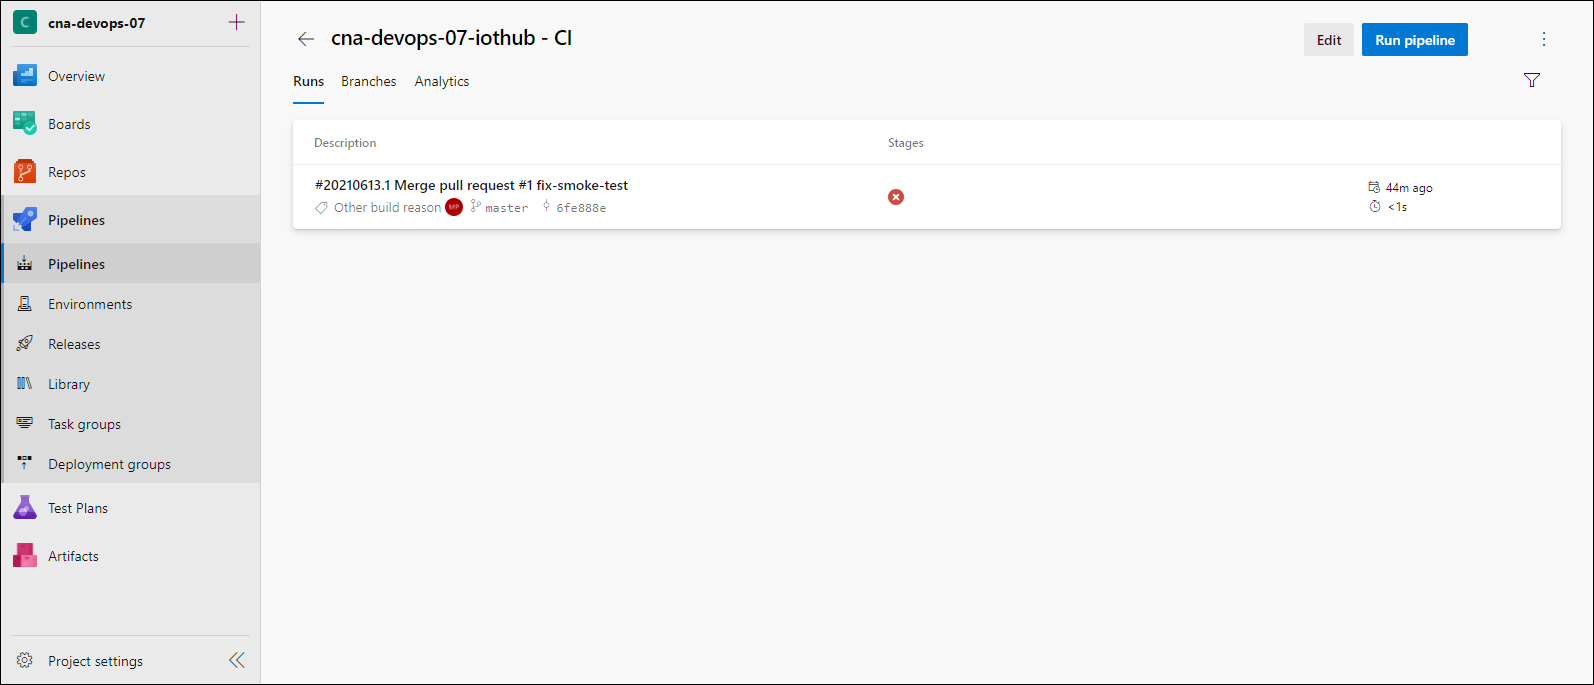 C cna-devops-07
Overview
Boards
Repos
Pipelines
Pipelines
Environments
Releases
Library
Task groups
Deployment groups
Test Plans
Artifacts
Project settings
cna-devops-07-iothub - CI
Edit
Run pipeline
Runs Branches Analytics
Description Stages
#20210613.1 Merge pull request #1 fix-smoke-test
Other build reason MP master 6fe888e
44m ago
<1s